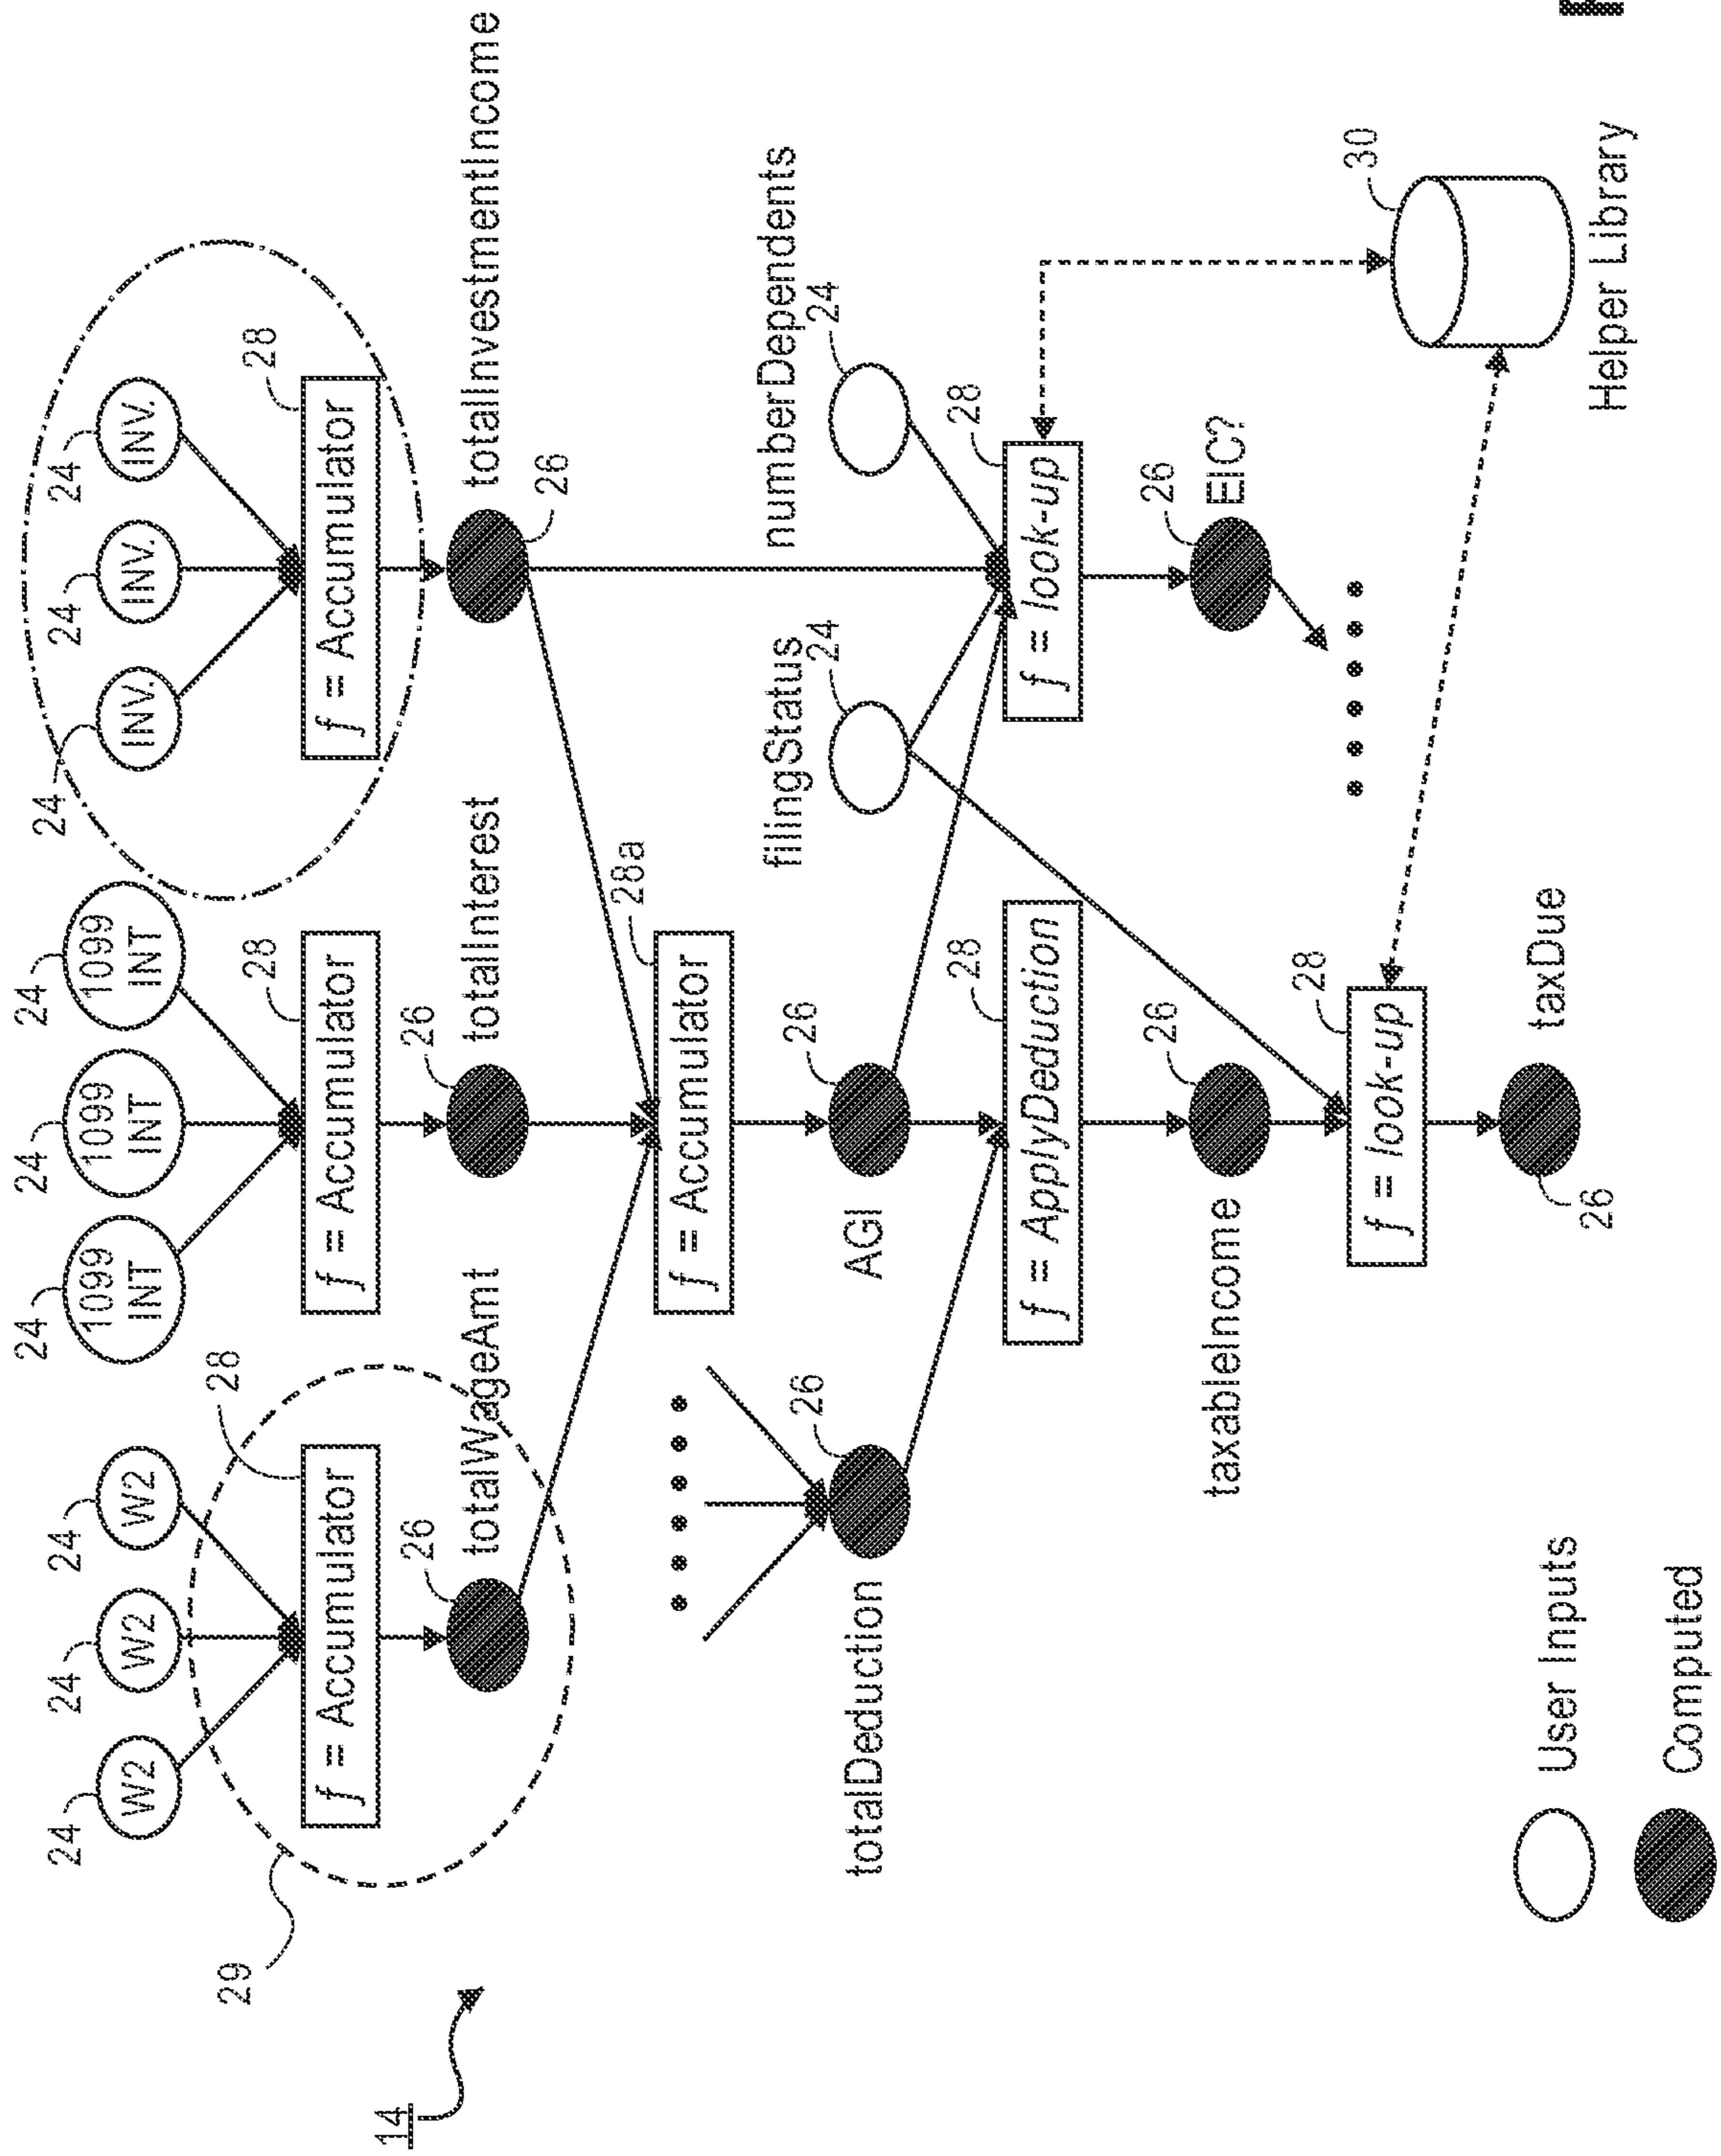 24 24 24 24 24 24 24 24 24
W2 W2 W2 1099 1099 1099 INV. INV. INV.
INT INT INT
29 28 28 28
f = Accumulator f = Accumulator f = Accumulator
14
26 26
totalWageAmt totalInterest totalInvestmentIncome
26
28a
f = Accumulator
fillingStatus numberDependents
26 26 24 24
totalDeduction AGI
28 28
f = ApplyDeduction f = look-up
26 26
taxableIncome EIC?
28 30
f = look-up
taxDue
26
Helper Library
User Inputs
Computed